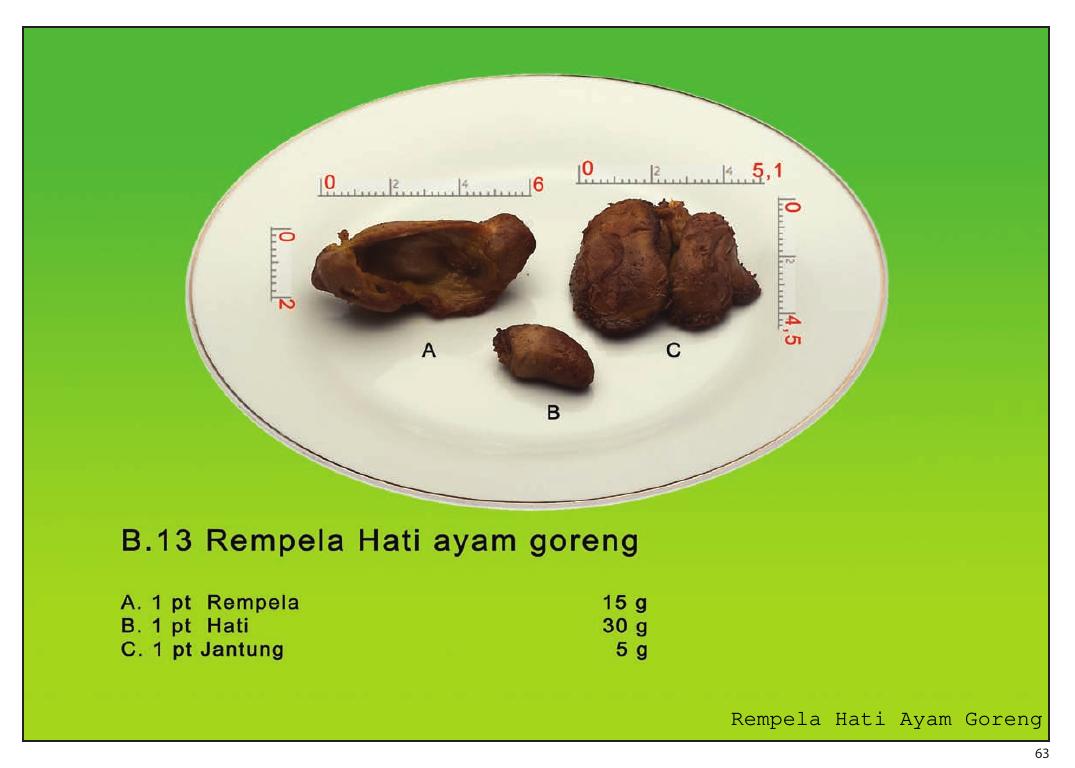 0 2 4 6
0 2 4 5,1
0 2
0 2 4,5
A
B
C
B.13 Rempela Hati ayam goreng
A. 1 pt Rempela 15 g
B. 1 pt Hati 30 g
C. 1 pt Jantung 5 g
Rempela Hati Ayam Goreng
63